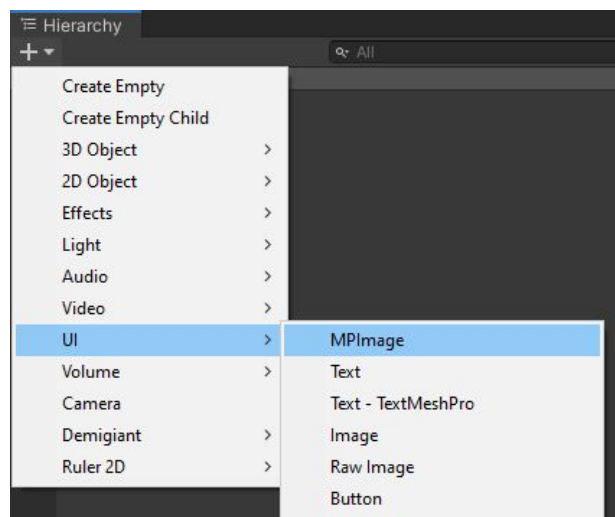 Hierarchy
All
Create Empty
Create Empty Child
3D Object
2D Object
Effects
Light
Audio
Video
UI
Volume
Camera
Demigiant
Ruler 2D
MPImage
Text
Text - TextMeshPro
Image
Raw Image
Button